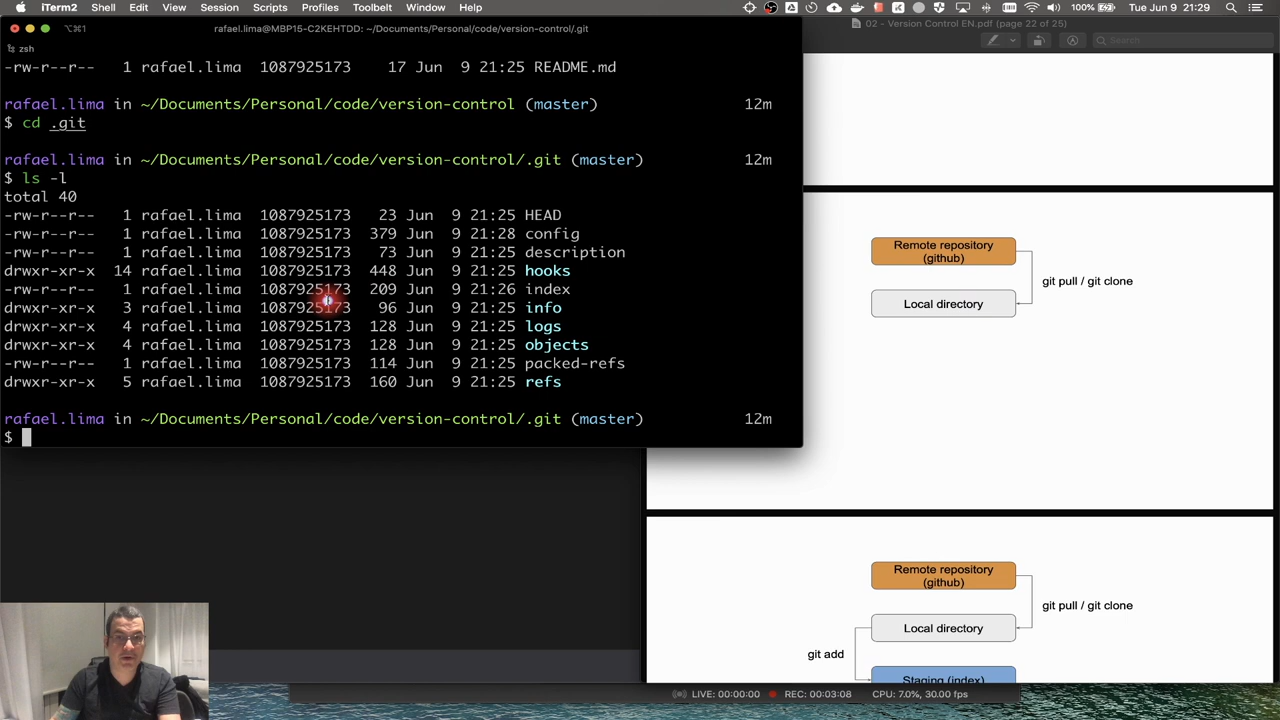 iTerm2 Shell Edit View Session Scripts Profiles Toolbelt Window Help 100% Tue Jun 9 21:29
⌥⌘1 rafael.lima@MBP15-C2KEHTDD: ~/Documents/Personal/code/version-control/.git
zsh
-rw-r--r-- 1 rafael.lima 1087925173 17 Jun 9 21:25 README.md
rafael.lima in ~/Documents/Personal/code/version-control (master) 12m
$ cd .git
rafael.lima in ~/Documents/Personal/code/version-control/.git (master) 12m
$ ls -l
total 40
-rw-r--r-- 1 rafael.lima 1087925173 23 Jun 9 21:25 HEAD
-rw-r--r-- 1 rafael.lima 1087925173 379 Jun 9 21:28 config
-rw-r--r-- 1 rafael.lima 1087925173 73 Jun 9 21:25 description
drwxr-xr-x 14 rafael.lima 1087925173 448 Jun 9 21:25 hooks
-rw-r--r-- 1 rafael.lima 1087925173 209 Jun 9 21:26 index
drwxr-xr-x 3 rafael.lima 1087925173 96 Jun 9 21:25 info
drwxr-xr-x 4 rafael.lima 1087925173 128 Jun 9 21:25 logs
drwxr-xr-x 4 rafael.lima 1087925173 128 Jun 9 21:25 objects
-rw-r--r-- 1 rafael.lima 1087925173 114 Jun 9 21:25 packed-refs
drwxr-xr-x 5 rafael.lima 1087925173 160 Jun 9 21:25 refs
rafael.lima in ~/Documents/Personal/code/version-control/.git (master) 12m
$
02 - Version Control EN.pdf (page 22 of 25)
Search
Remote repository
(github)
git pull / git clone
Local directory
Remote repository
(github)
git pull / git clone
Local directory
git add
Staging (index)
LIVE: 00:00:00 REC: 00:03:08 CPU: 7.0%, 30.00 fps